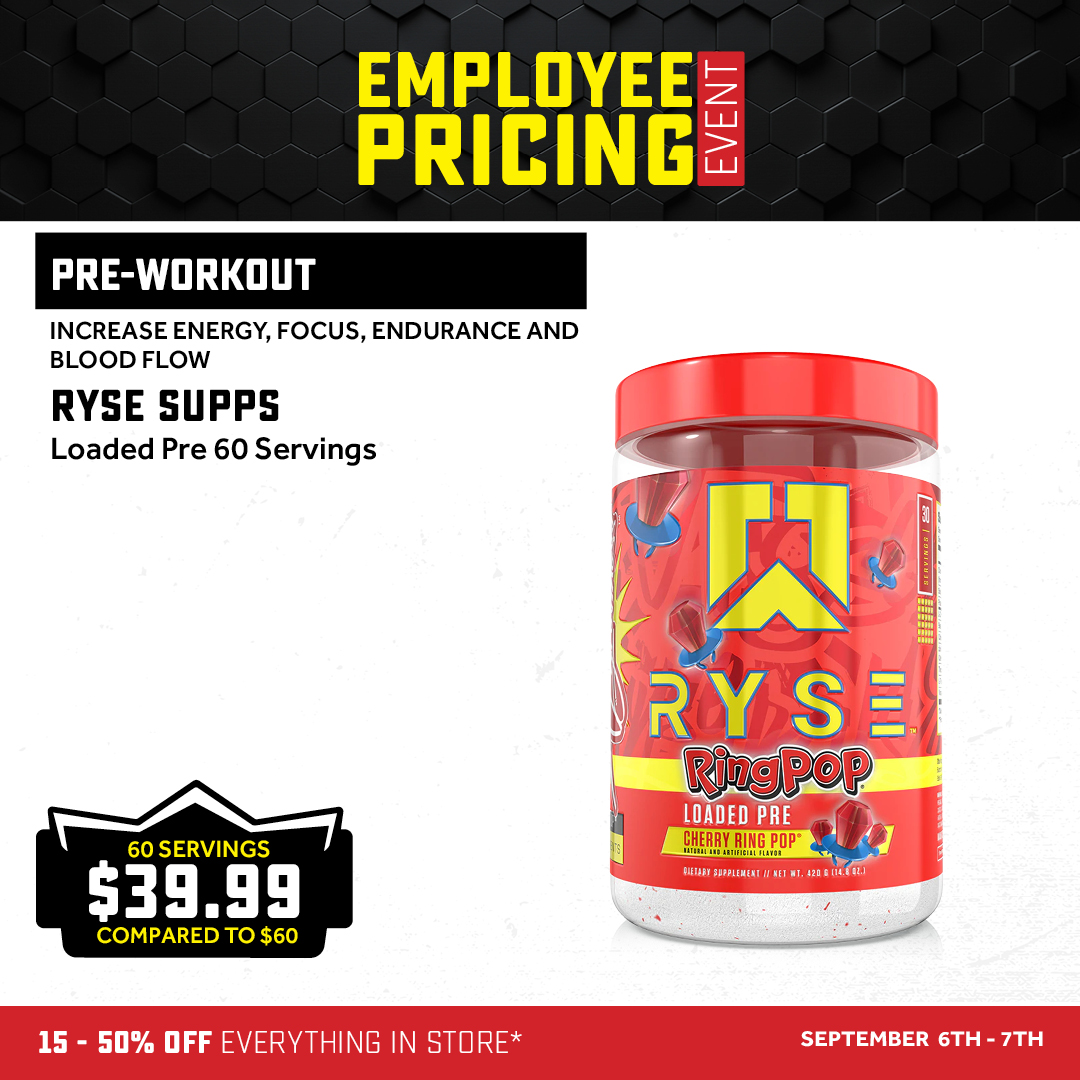 EMPLOYEE
PRICING
EVENT
PRE-WORKOUT
INCREASE ENERGY, FOCUS, ENDURANCE AND
BLOOD FLOW
RYSE SUPPS
Loaded Pre 60 Servings
30
SERVINGS
RYSE™
RingPOP
LOADED PRE
CHERRY RING POP®
NATURAL AND ARTIFICIAL FLAVOR
DIETARY SUPPLEMENT // NET WT. 420 G (14.8 OZ.)
60 SERVINGS
$39.99
COMPARED TO $60
15 - 50% OFF EVERYTHING IN STORE*
SEPTEMBER 6TH - 7TH